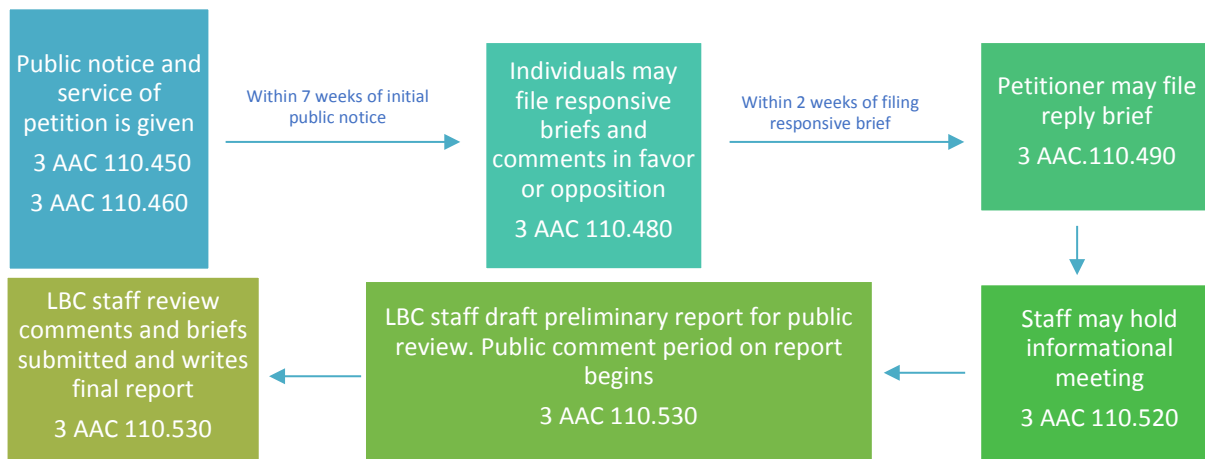 Public notice and
service of
petition is given
3 AAC 110.450
3 AAC 110.460
Within 7 weeks of initial
public notice
Individuals may
file responsive
briefs and
comments in favor
or opposition
3 AAC 110.480
Within 2 weeks of filing
responsive brief
Petitioner may file
reply brief
3 AAC.110.490
Staff may hold
informational
meeting
3 AAC 110.520
LBC staff draft preliminary report for public
review. Public comment period on report
begins
3 AAC 110.530
LBC staff review
comments and briefs
submitted and writes
final report
3 AAC 110.530